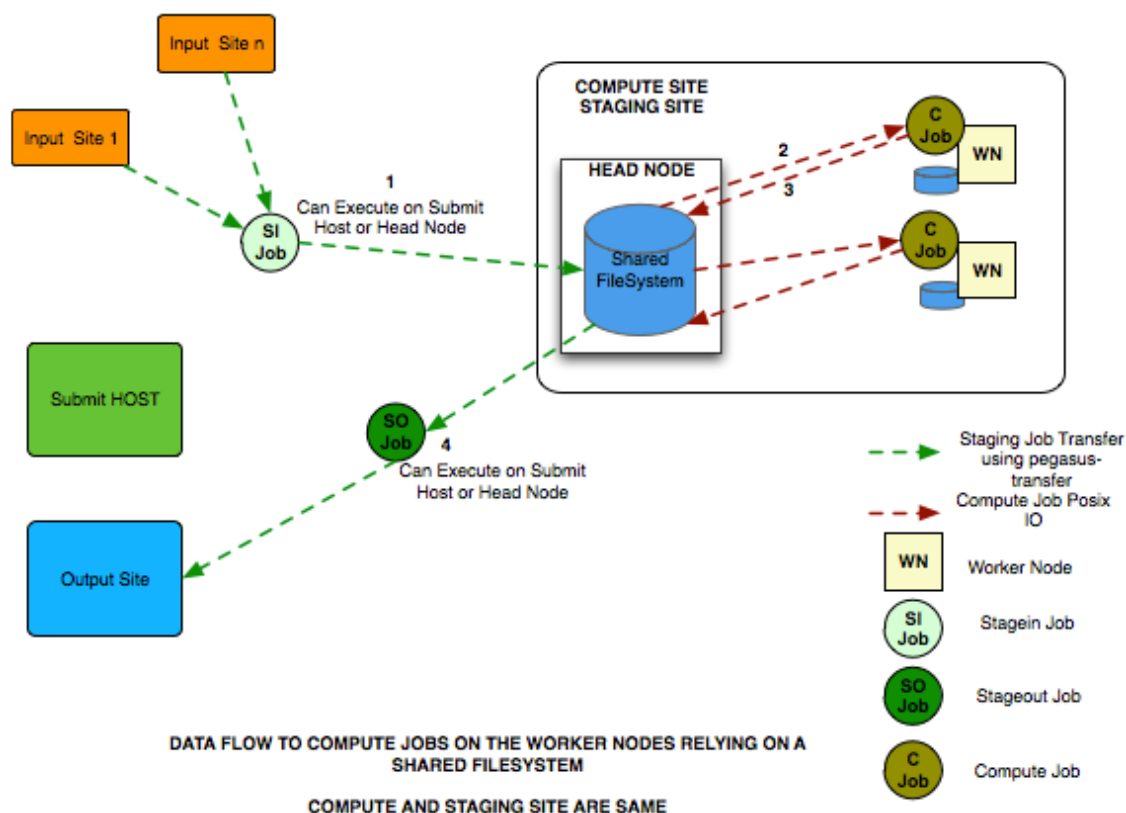 Input  Site n
Input  Site 1
COMPUTE SITE
STAGING SITE
HEAD NODE
Shared
FileSystem
1
Can Execute on Submit
Host or Head Node
SI
Job
2
3
C
Job
WN
C
Job
WN
Submit HOST
SO
Job
4
Can Execute on Submit
Host or Head Node
Output Site
Staging Job Transfer
using pegasus-
transfer
Compute Job Posix
IO
WN
Worker Node
SI
Job
Stagein Job
SO
Job
Stageout Job
C
Job
Compute Job
DATA FLOW TO COMPUTE JOBS ON THE WORKER NODES RELYING ON A
SHARED FILESYSTEM
COMPUTE AND STAGING SITE ARE SAME